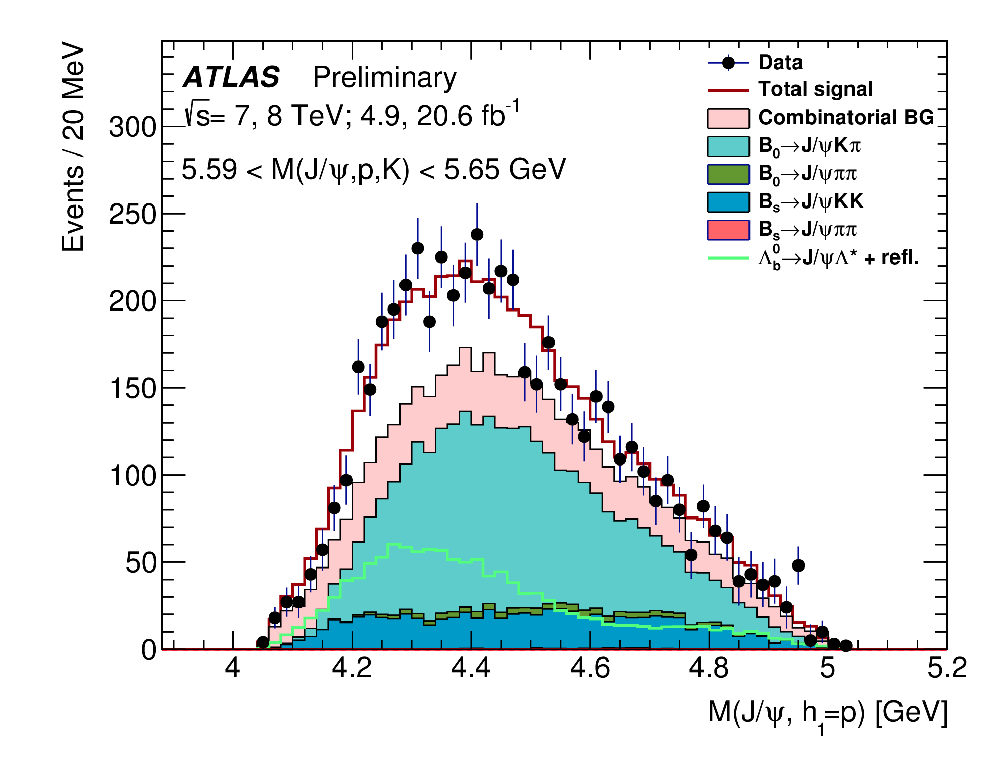 Events / 20 MeV
ATLAS Preliminary
√s= 7, 8 TeV; 4.9, 20.6 fb⁻¹
5.59 < M(J/ψ,p,K) < 5.65 GeV
Data
Total signal
Combinatorial BG
B₀→J/ψKπ
B₀→J/ψππ
Bₛ→J/ψKK
Bₛ→J/ψππ
Λ_b^0→J/ψΛ* + refl.
300
250
200
150
100
50
0
4 4.2 4.4 4.6 4.8 5 5.2
M(J/ψ, h₁=p) [GeV]